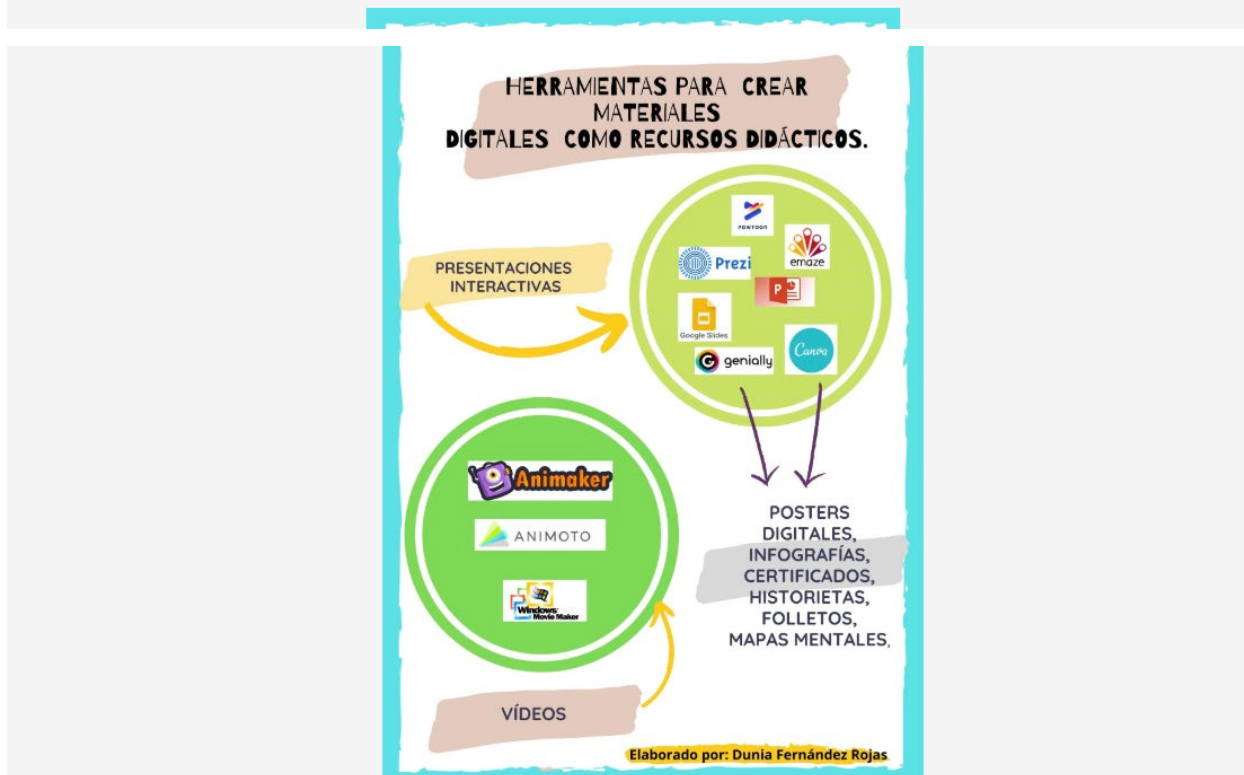 HERRAMIENTAS PARA CREAR
MATERIALES
DIGITALES COMO RECURSOS DIDÁCTICOS.
POWTOON
emaze
Prezi
P
Google Slides
genially
Canva
PRESENTACIONES
INTERACTIVAS
Animaker
ANIMOTO
Windows
Movie Maker
POSTERS
DIGITALES,
INFOGRAFÍAS,
CERTIFICADOS,
HISTORIETAS,
FOLLETOS,
MAPAS MENTALES,
VÍDEOS
Elaborado por: Dunia Fernández Rojas